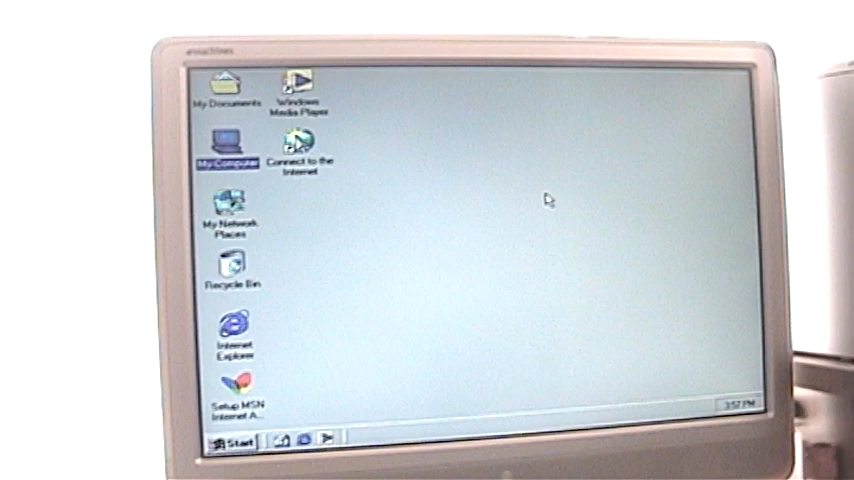 emachines
My Documents
Windows
Media Player
My Computer
Connect to the
Internet
My Network
Places
Recycle Bin
Internet
Explorer
Setup MSN
Internet A...
Start
3:57 PM